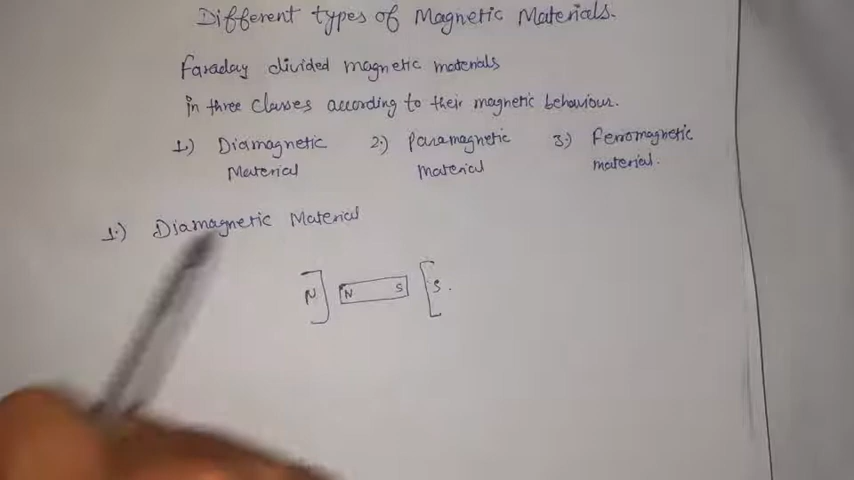 Different types of Magnetic Materials.
Faraday divided magnetic materials
in three classes according to their magnetic behaviour.
1.) Diamagnetic Material 2.) Paramagnetic material 3.) Ferromagnetic material.
1.) Diamagnetic Material
N N S S.